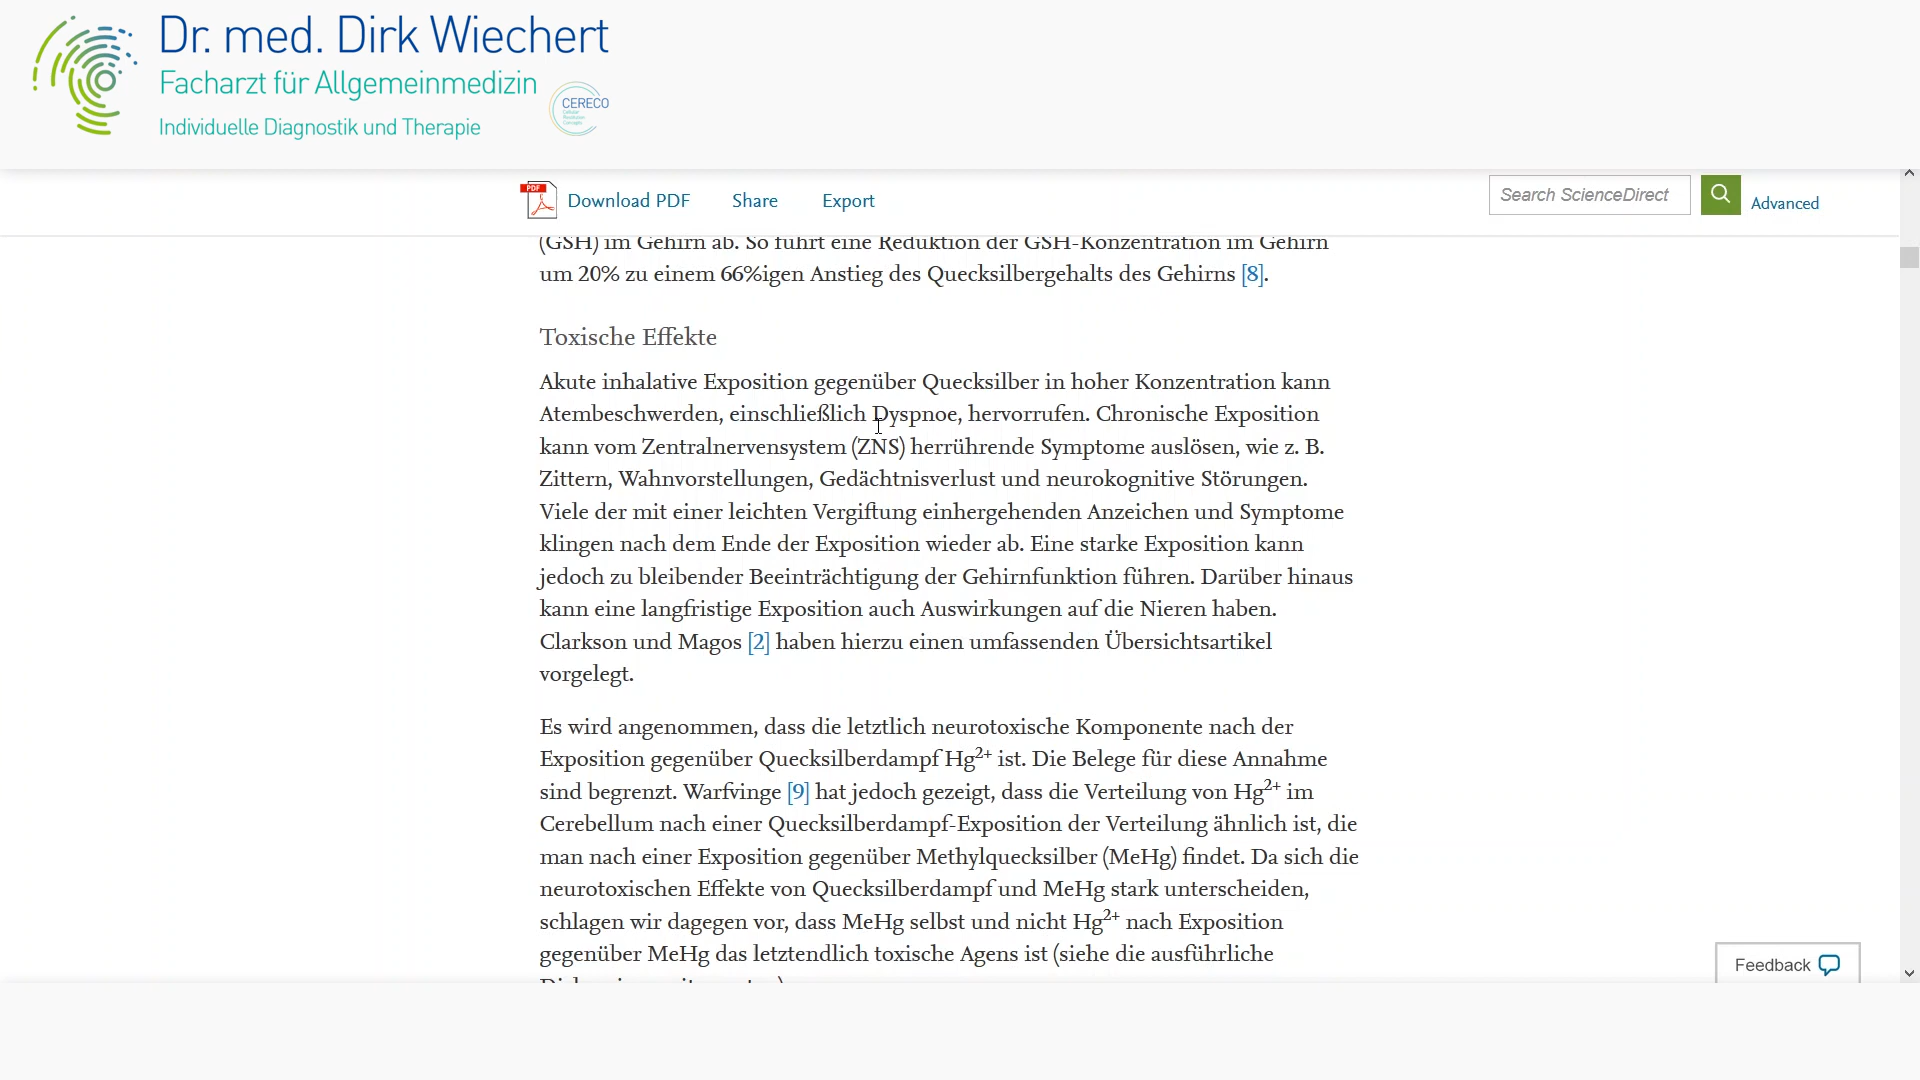 Dr. med. Dirk Wiechert
Facharzt für Allgemeinmedizin
CERECO
Individuelle Diagnostik und Therapie
PDF
Download PDF
Share
Export
Search ScienceDirect
Advanced
(GSH) im Gehirn ab. So führt eine Reduktion der GSH-Konzentration im Gehirn
um 20% zu einem 66%igen Anstieg des Quecksilbergehalts des Gehirns [8].
Toxische Effekte
Akute inhalative Exposition gegenüber Quecksilber in hoher Konzentration kann
Atembeschwerden, einschließlich Dyspnoe, hervorrufen. Chronische Exposition
kann vom Zentralnervensystem (ZNS) herrührende Symptome auslösen, wie z. B.
Zittern, Wahnvorstellungen, Gedächtnisverlust und neurokognitive Störungen.
Viele der mit einer leichten Vergiftung einhergehenden Anzeichen und Symptome
klingen nach dem Ende der Exposition wieder ab. Eine starke Exposition kann
jedoch zu bleibender Beeinträchtigung der Gehirnfunktion führen. Darüber hinaus
kann eine langfristige Exposition auch Auswirkungen auf die Nieren haben.
Clarkson und Magos [2] haben hierzu einen umfassenden Übersichtsartikel
vorgelegt.
Es wird angenommen, dass die letztlich neurotoxische Komponente nach der
Exposition gegenüber Quecksilberdampf Hg²⁺ ist. Die Belege für diese Annahme
sind begrenzt. Warfvinge [9] hat jedoch gezeigt, dass die Verteilung von Hg²⁺ im
Cerebellum nach einer Quecksilberdampf-Exposition der Verteilung ähnlich ist, die
man nach einer Exposition gegenüber Methylquecksilber (MeHg) findet. Da sich die
neurotoxischen Effekte von Quecksilberdampf und MeHg stark unterscheiden,
schlagen wir dagegen vor, dass MeHg selbst und nicht Hg²⁺ nach Exposition
gegenüber MeHg das letztendlich toxische Agens ist (siehe die ausführliche
Feedback